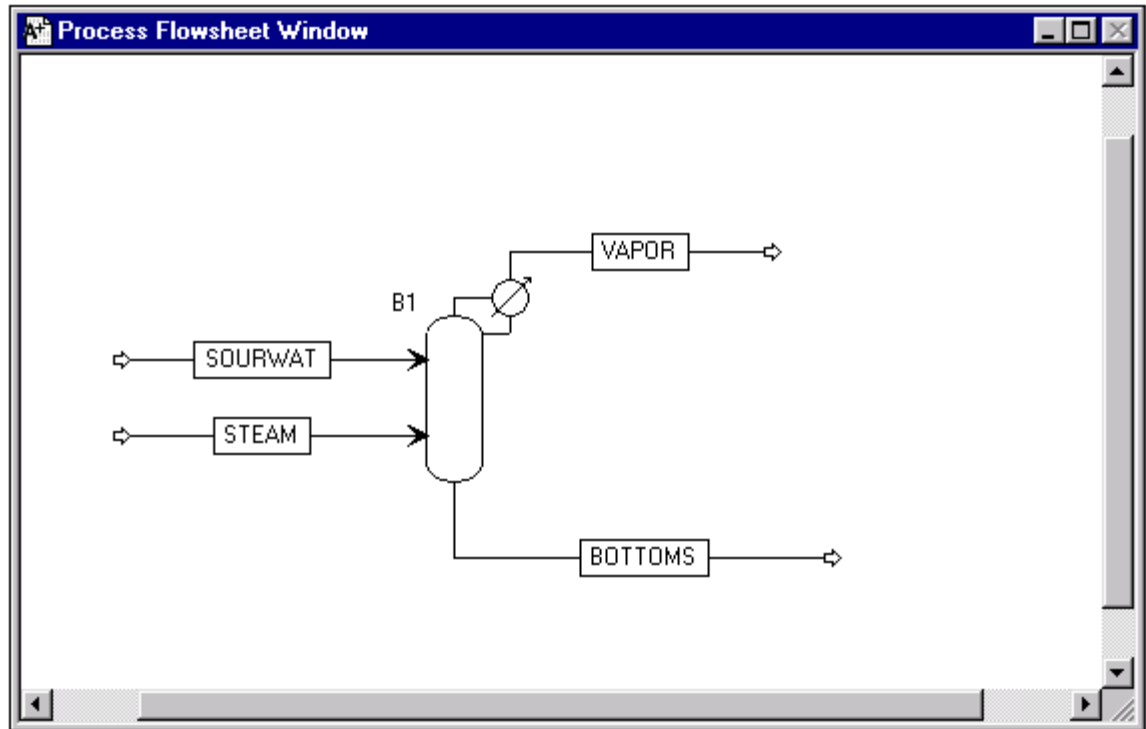 Process Flowsheet Window
VAPOR
B1
SOURWAT
STEAM
BOTTOMS